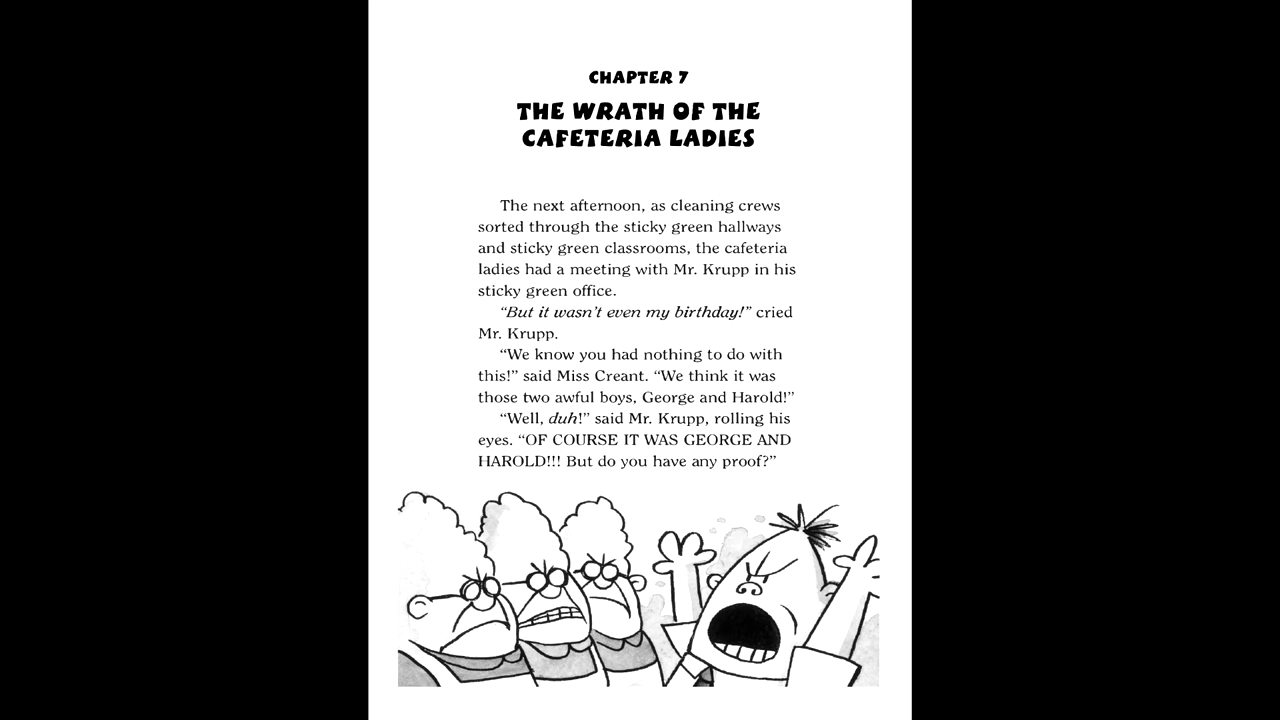 CHAPTER 7
THE WRATH OF THE
CAFETERIA LADIES
The next afternoon, as cleaning crews
sorted through the sticky green hallways
and sticky green classrooms, the cafeteria
ladies had a meeting with Mr. Krupp in his
sticky green office.
“But it wasn’t even my birthday!” cried
Mr. Krupp.
“We know you had nothing to do with
this!” said Miss Creant. “We think it was
those two awful boys, George and Harold!”
“Well, duh!” said Mr. Krupp, rolling his
eyes. “OF COURSE IT WAS GEORGE AND
HAROLD!!! But do you have any proof?”